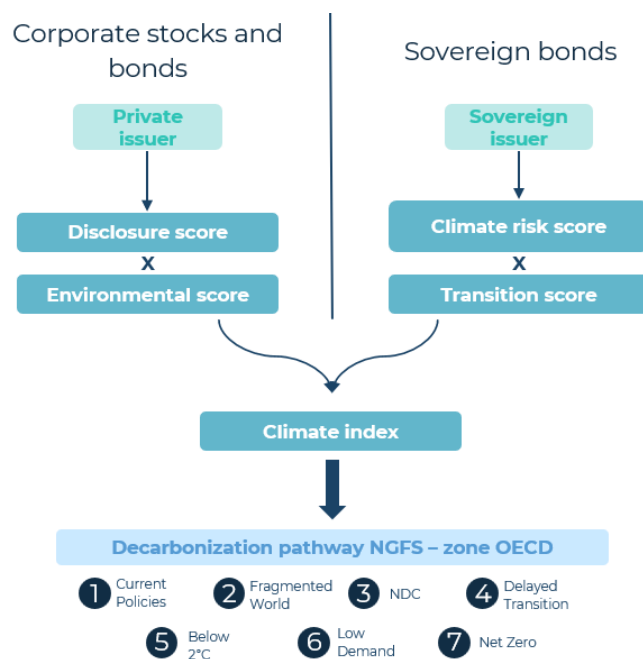 Corporate stocks and
bonds
Sovereign bonds
Private
issuer
Sovereign
issuer
Disclosure score
X
Environmental score
Climate risk score
X
Transition score
Climate index
Decarbonization pathway NGFS – zone OECD
1 Current
Policies
2 Fragmented
World
3 NDC
4 Delayed
Transition
5 Below
2°C
6 Low
Demand
7 Net Zero